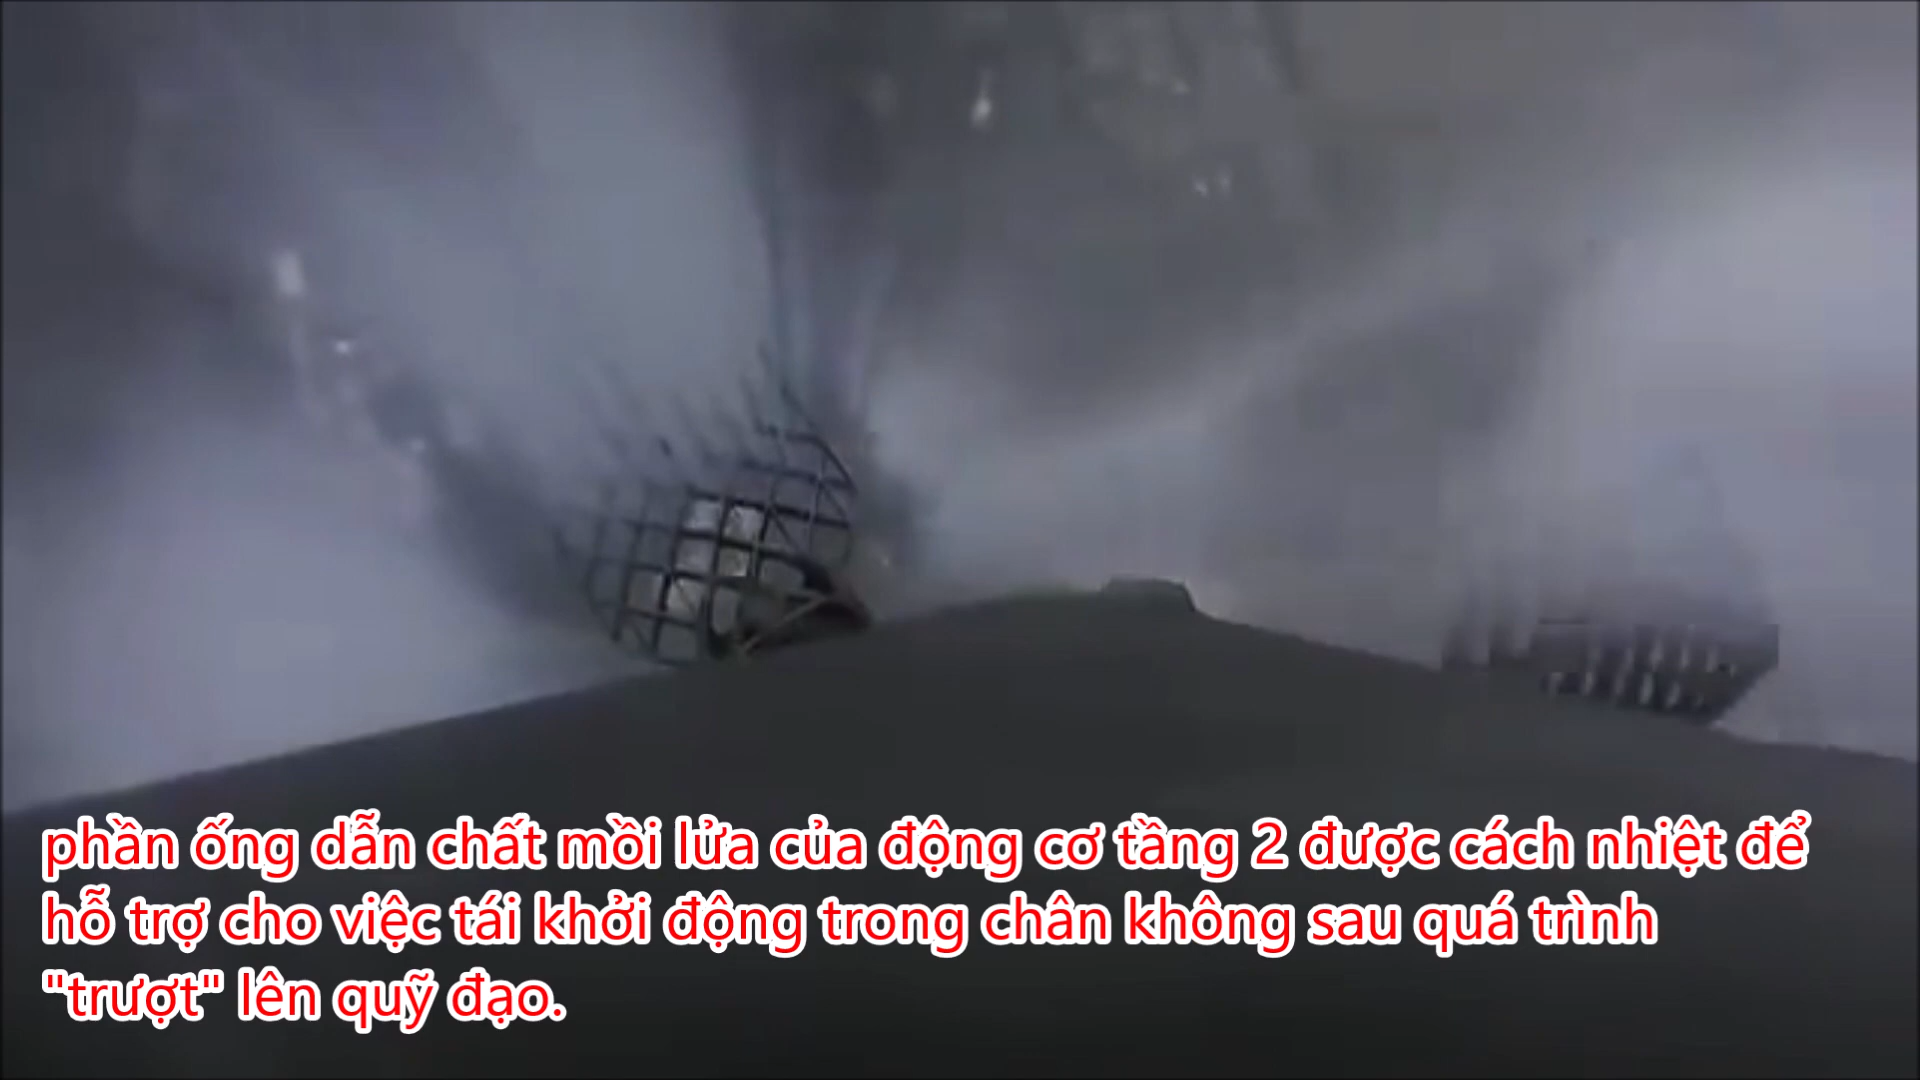 phần ống dẫn chất mồi lửa của động cơ tầng 2 được cách nhiệt để
hỗ trợ cho việc tái khởi động trong chân không sau quá trình
"trượt" lên quỹ đạo.